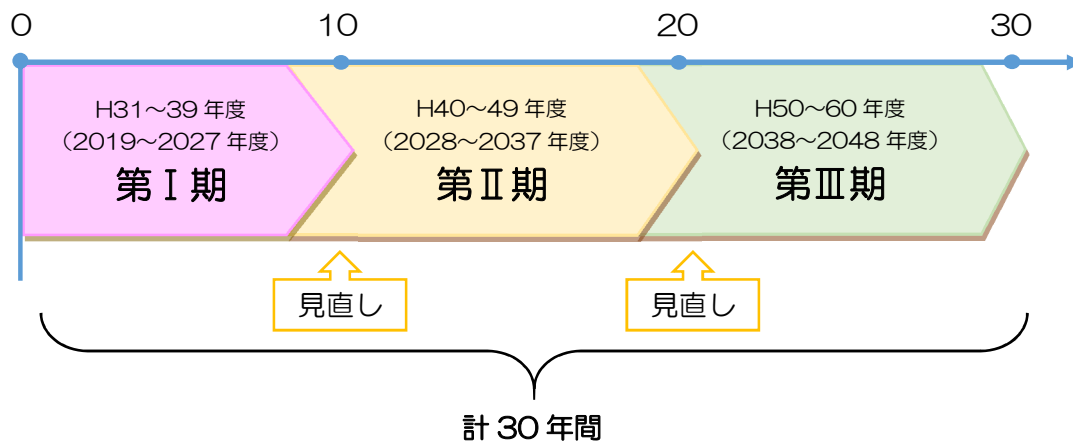 0
10
20
30
H31～39 年度
（2019～2027 年度）
第Ⅰ期
H40～49 年度
（2028～2037 年度）
第Ⅱ期
H50～60 年度
（2038～2048 年度）
第Ⅲ期
見直し
見直し
計 30 年間